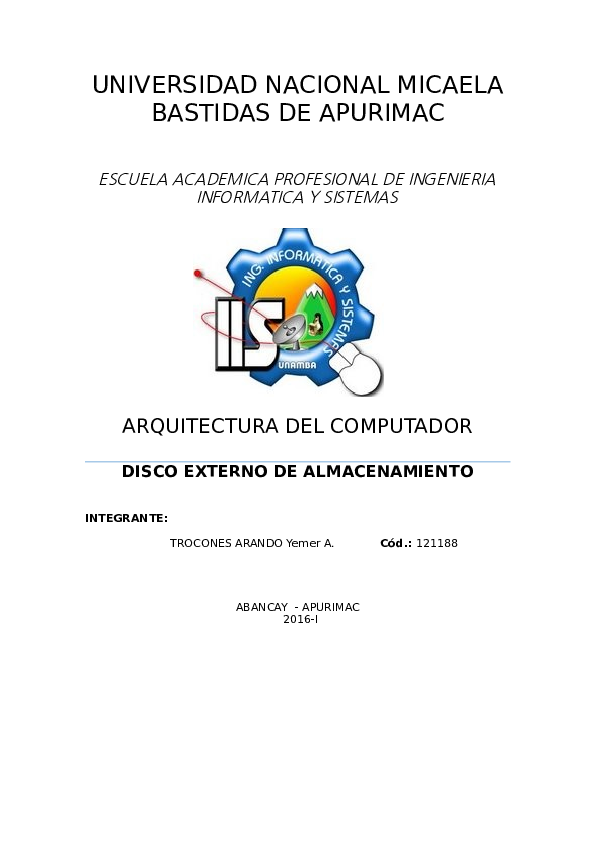 UNIVERSIDAD NACIONAL MICAELA
BASTIDAS DE APURIMAC
ESCUELA ACADEMICA PROFESIONAL DE INGENIERIA
INFORMATICA Y SISTEMAS
ING. INFORMATICA Y SISTEMAS
IIS
UNAMBA
ARQUITECTURA DEL COMPUTADOR
DISCO EXTERNO DE ALMACENAMIENTO
INTEGRANTE:
TROCONES ARANDO Yemer A. Cód.: 121188
ABANCAY - APURIMAC
2016-I